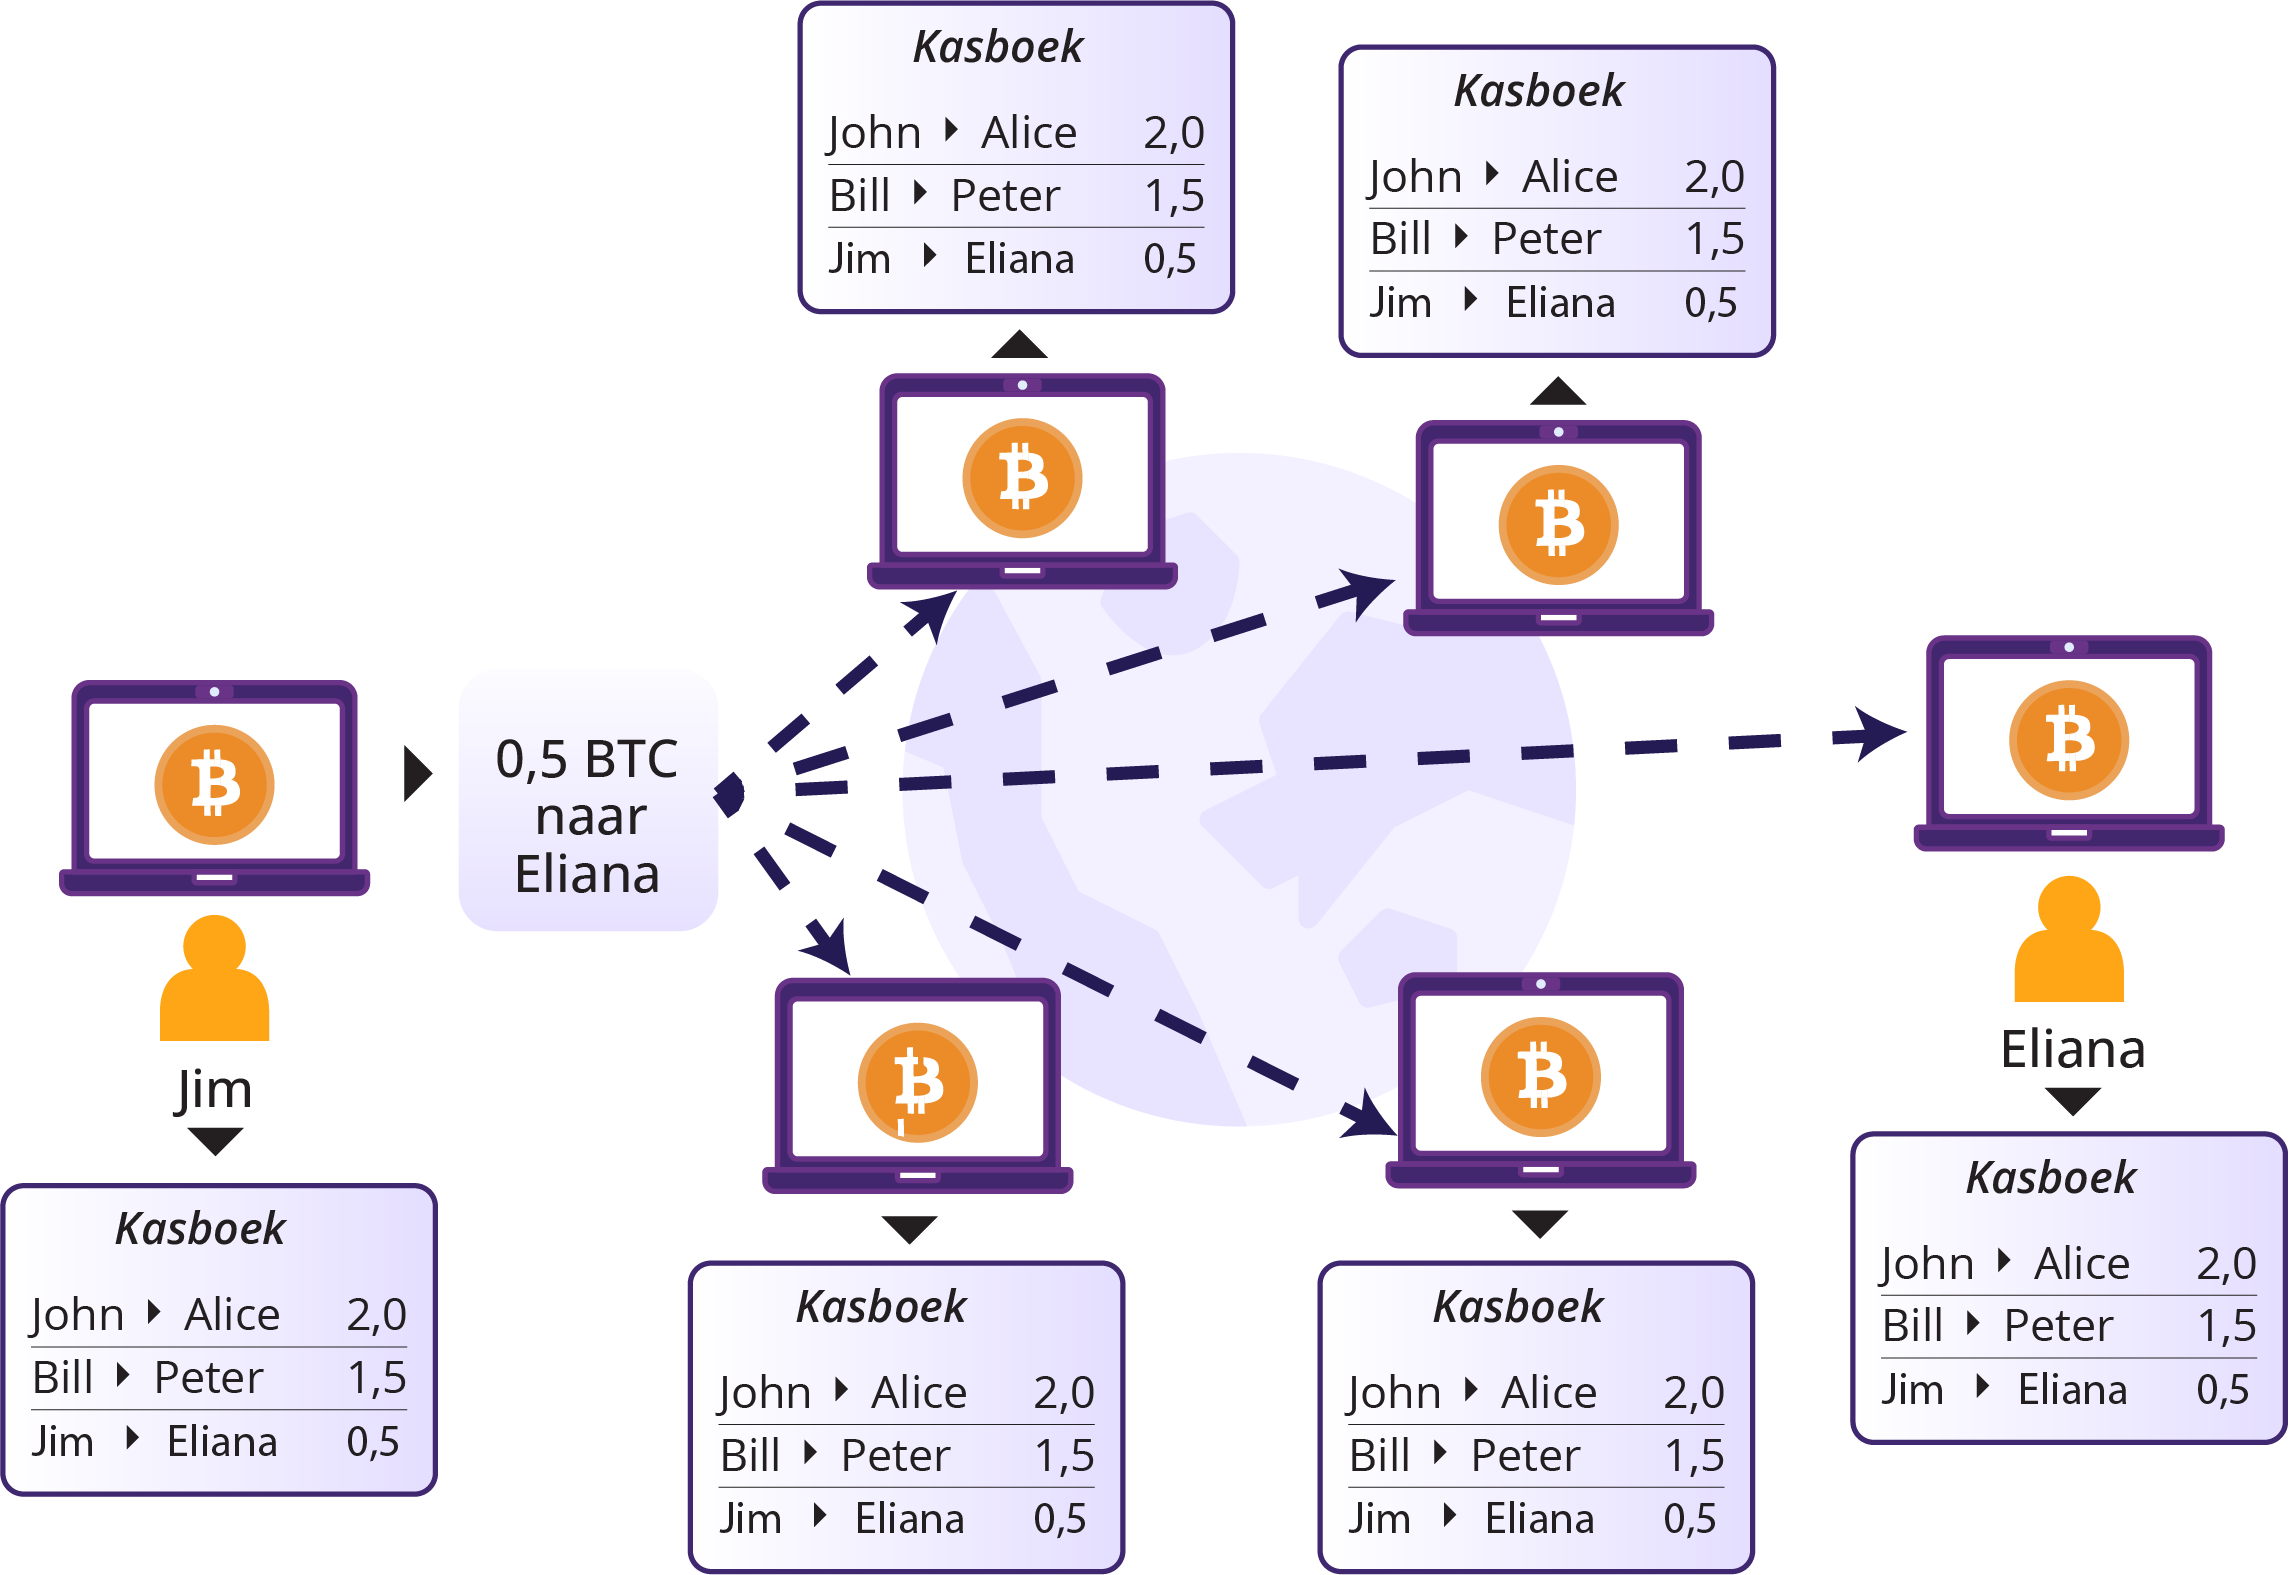 Kasboek
John ▸ Alice 2,0
Bill ▸ Peter 1,5
Jim ▸ Eliana 0,5
Kasboek
John ▸ Alice 2,0
Bill ▸ Peter 1,5
Jim ▸ Eliana 0,5
0,5 BTC
naar
Eliana
Jim
Eliana
Kasboek
John ▸ Alice 2,0
Bill ▸ Peter 1,5
Jim ▸ Eliana 0,5
Kasboek
John ▸ Alice 2,0
Bill ▸ Peter 1,5
Jim ▸ Eliana 0,5
Kasboek
John ▸ Alice 2,0
Bill ▸ Peter 1,5
Jim ▸ Eliana 0,5
Kasboek
John ▸ Alice 2,0
Bill ▸ Peter 1,5
Jim ▸ Eliana 0,5